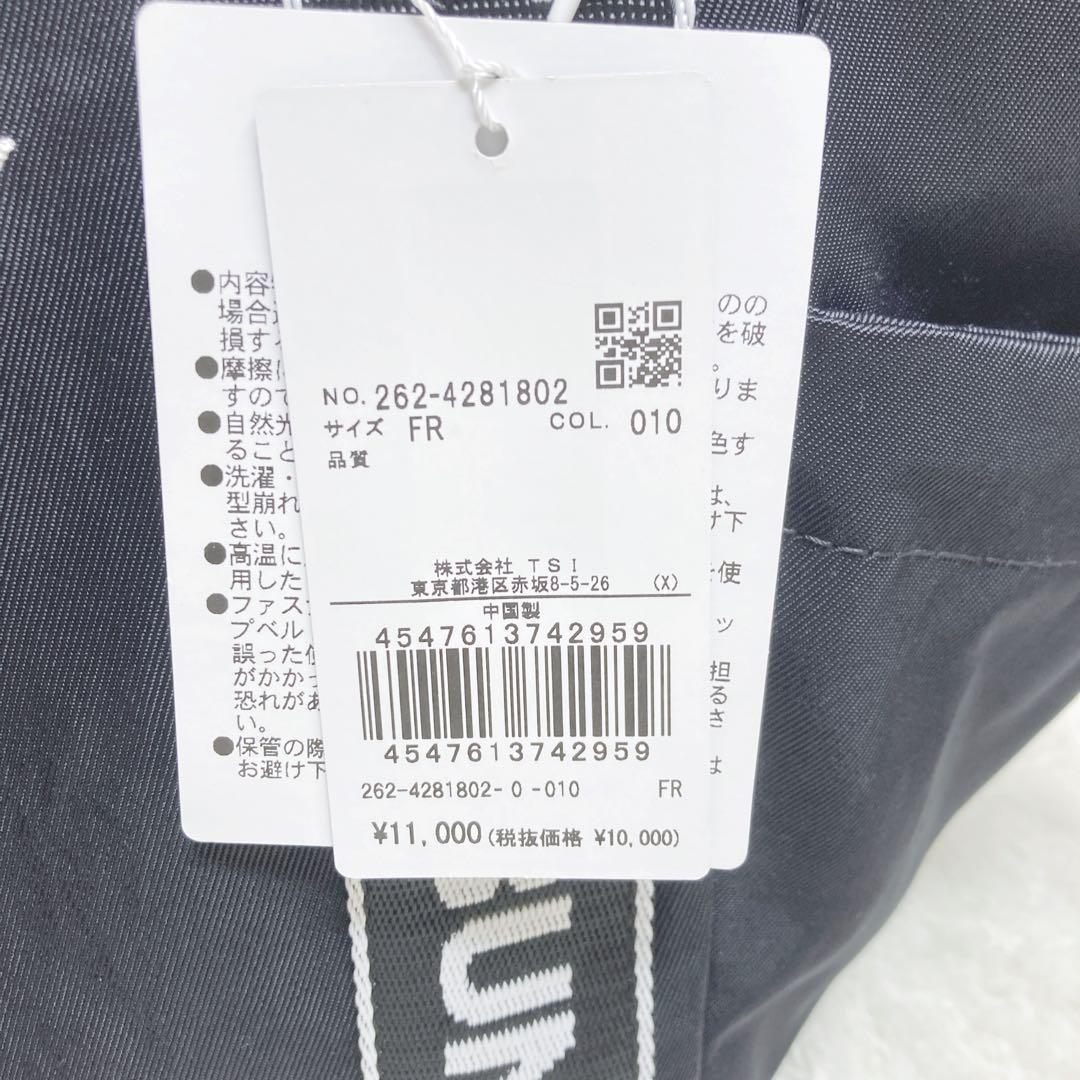 NO. 262-4281802
サイズ FR COL. 010
品質
株式会社 TSI
東京都港区赤坂8-5-26 (X)
中国製
4547613742959
4547613742959
262-4281802-0-010 FR
¥11,000 (税抜価格 ¥10,000)
●内容
場合
損す
●摩擦
すので
●自然光
ること
●洗濯・
型崩れ
さい。
●高温に
用した
●ファス
プベル
誤った
がかかっ
恐れがあ
い。
●保管の際
お避け下
のの
を破
。
りま
色す
は、
け下
使
ッ
担
る
さ
は
SUN